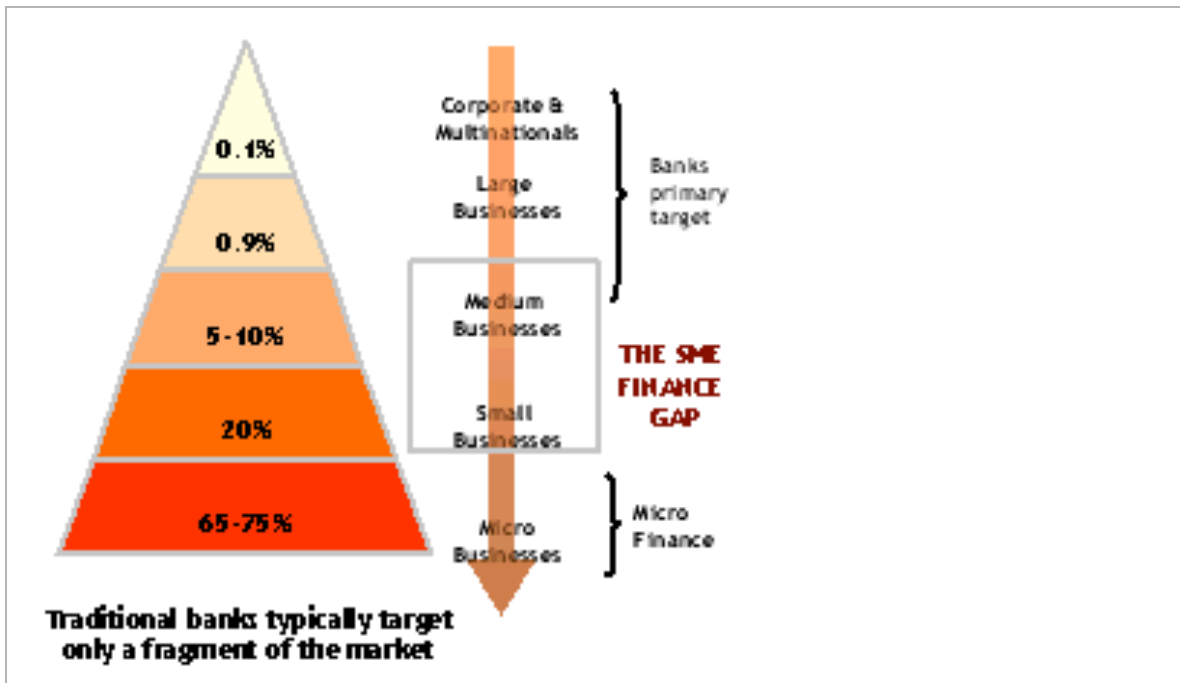 0.1%
0.9%
5-10%
20%
65-75%
Corporate &
Multinationals
Large
Businesses
Medium
Businesses
Small
Businesses
Micro
Businesses
Banks
primary
target
THE SME
FINANCE
GAP
Micro
Finance
Traditional banks typically target
only a fragment of the market